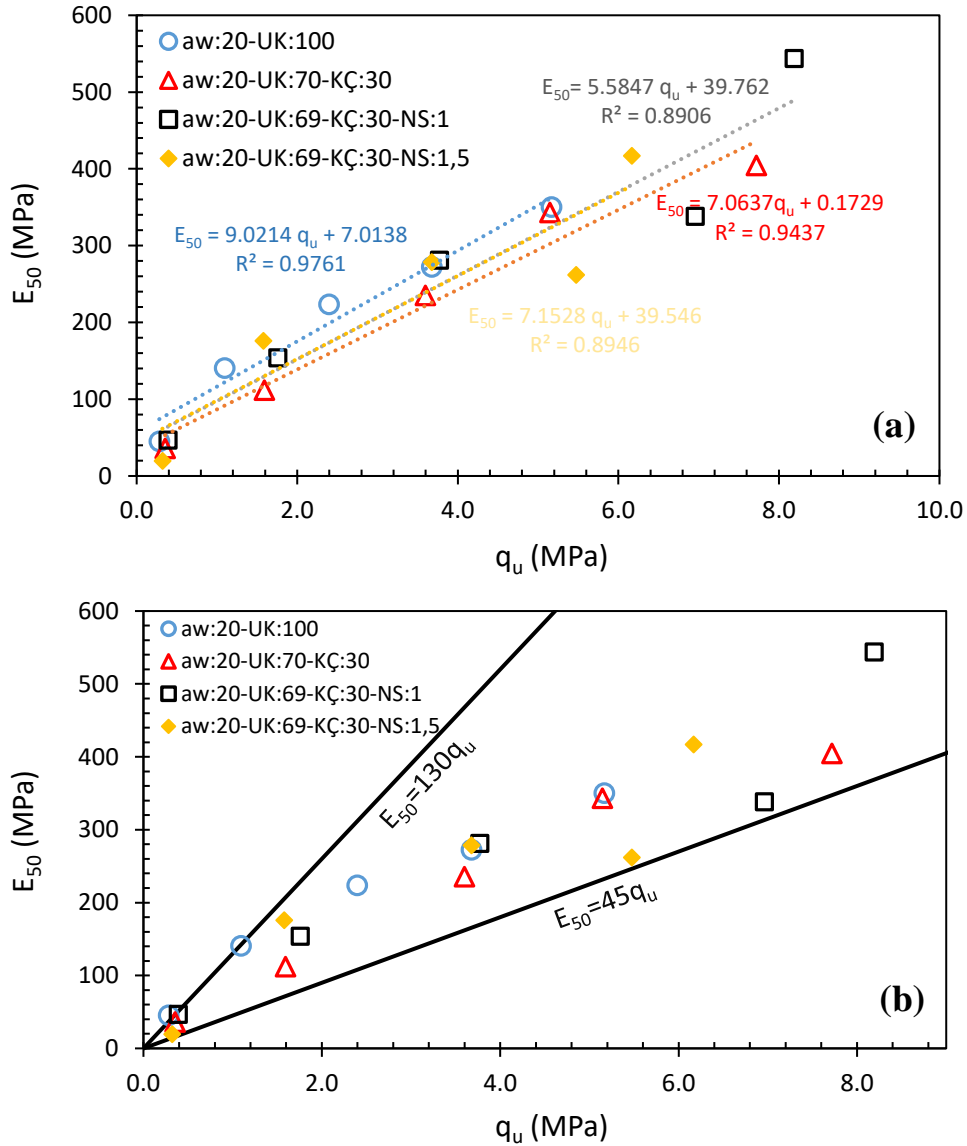 600
500
400
300
200
100
0
E₅₀ (MPa)
aw:20-UK:100
aw:20-UK:70-KÇ:30
aw:20-UK:69-KÇ:30-NS:1
aw:20-UK:69-KÇ:30-NS:1,5
E₅₀= 5.5847 qᵤ + 39.762
R² = 0.8906
E₅₀ = 7.0637qᵤ + 0.1729
R² = 0.9437
E₅₀ = 9.0214 qᵤ + 7.0138
R² = 0.9761
E₅₀ = 7.1528 qᵤ + 39.546
R² = 0.8946
(a)
0.0 2.0 4.0 6.0 8.0 10.0
qᵤ (MPa)
600
500
400
300
200
100
0
E₅₀ (MPa)
aw:20-UK:100
aw:20-UK:70-KÇ:30
aw:20-UK:69-KÇ:30-NS:1
aw:20-UK:69-KÇ:30-NS:1,5
E₅₀=130qᵤ
E₅₀=45qᵤ
(b)
0.0 2.0 4.0 6.0 8.0
qᵤ (MPa)